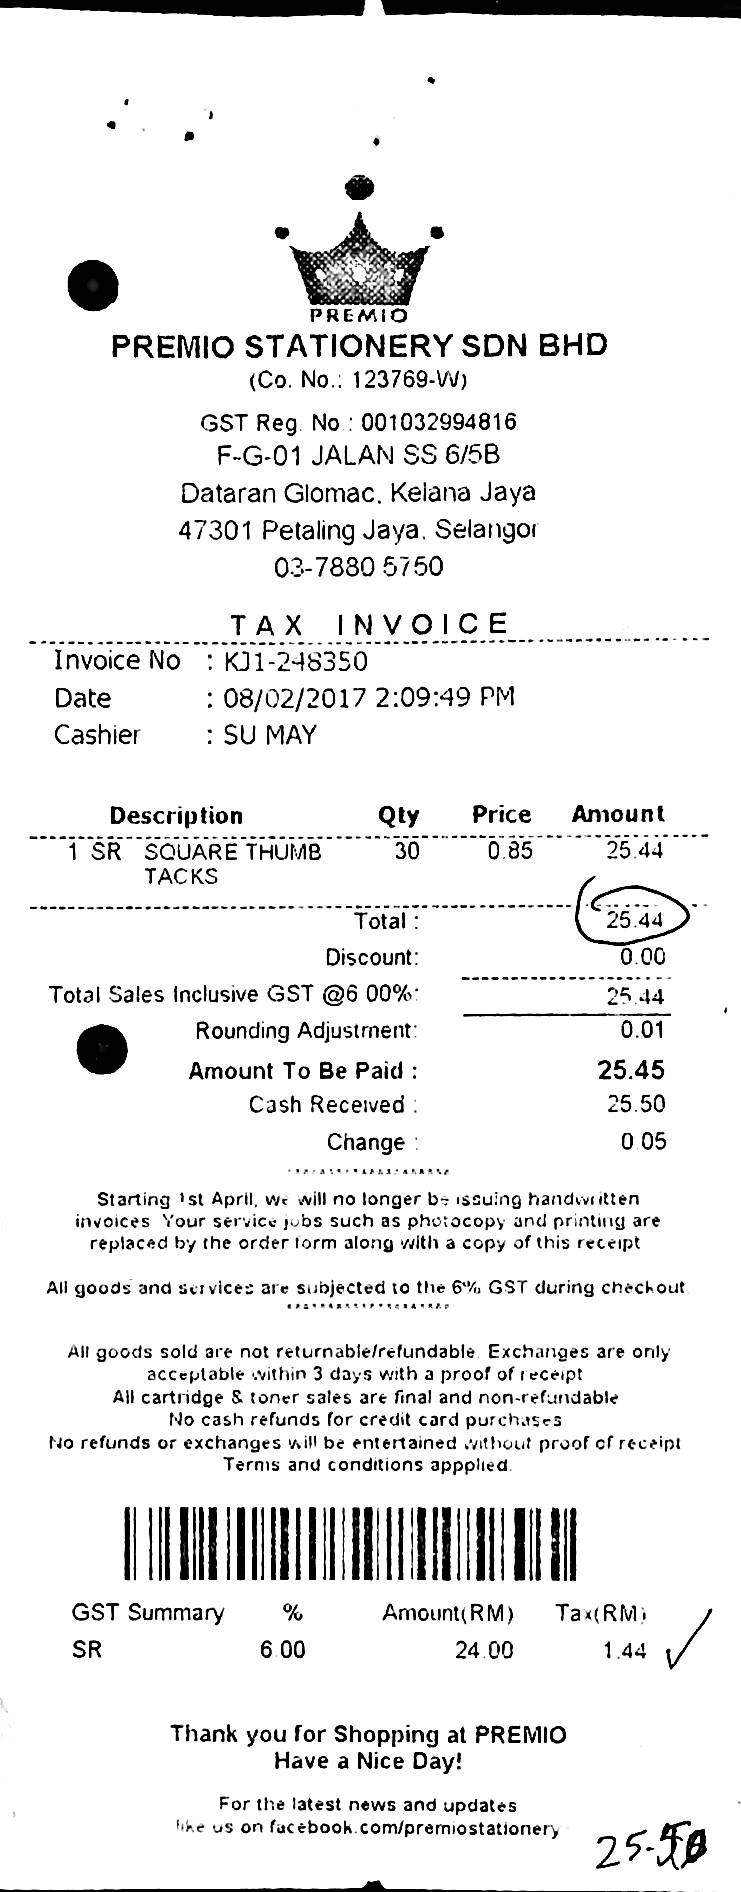 PREMIO
PREMIO STATIONERY SDN BHD
(Co. No.: 123769-W)
GST Reg. No.: 001032994816
F-G-01 JALAN SS 6/5B
Dataran Glomac, Kelana Jaya
47301 Petaling Jaya, Selangor
03-7880 5750
TAX INVOICE
Invoice No : KJ1-248350
Date : 08/02/2017 2:09:49 PM
Cashier : SU MAY
Description Qty Price Amount
1 SR SQUARE THUMB 30 0.85 25.44
TACKS
Total : 25.44
Discount: 0.00
Total Sales Inclusive GST @6.00%: 25.44
Rounding Adjustment: 0.01
Amount To Be Paid : 25.45
Cash Received : 25.50
Change : 0.05
Starting 1st April, we will no longer be issuing handwritten
invoices. Your service jobs such as photocopy and printing are
replaced by the order form along with a copy of this receipt
All goods and services are subjected to the 6% GST during checkout
All goods sold are not returnable/refundable. Exchanges are only
acceptable within 3 days with a proof of receipt
All cartridge & toner sales are final and non-refundable
No cash refunds for credit card purchases
No refunds or exchanges will be entertained without proof of receipt
Terms and conditions appplied.
GST Summary % Amount(RM) Tax(RM)
SR 6.00 24.00 1.44
Thank you for Shopping at PREMIO
Have a Nice Day!
For the latest news and updates
like us on facebook.com/premiostationery